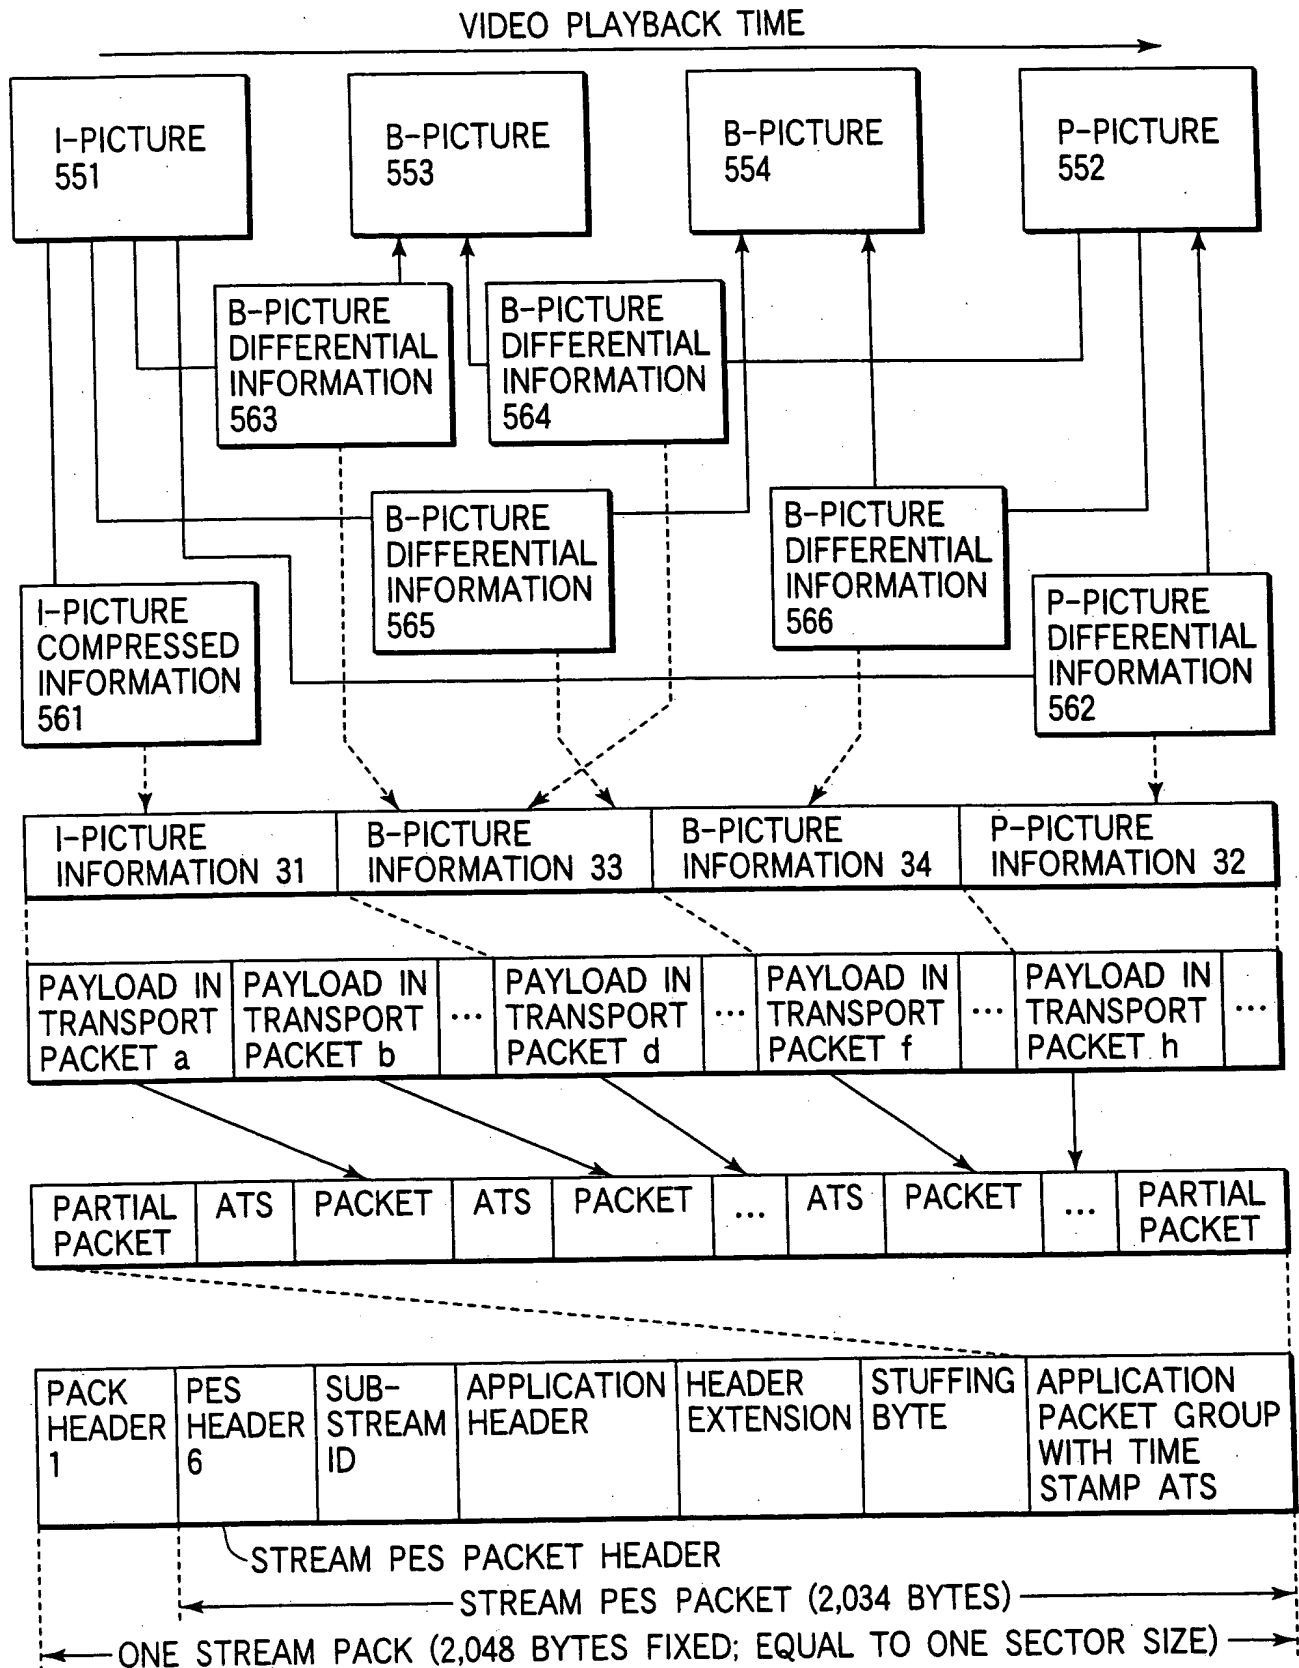 VIDEO PLAYBACK TIME
I-PICTURE
551
B-PICTURE
553
B-PICTURE
554
P-PICTURE
552
B-PICTURE
DIFFERENTIAL
INFORMATION
563
B-PICTURE
DIFFERENTIAL
INFORMATION
564
B-PICTURE
DIFFERENTIAL
INFORMATION
565
B-PICTURE
DIFFERENTIAL
INFORMATION
566
I-PICTURE
COMPRESSED
INFORMATION
561
P-PICTURE
DIFFERENTIAL
INFORMATION
562
I-PICTURE
INFORMATION 31
B-PICTURE
INFORMATION 33
B-PICTURE
INFORMATION 34
P-PICTURE
INFORMATION 32
PAYLOAD IN
TRANSPORT
PACKET a
PAYLOAD IN
TRANSPORT
PACKET b
...
PAYLOAD IN
TRANSPORT
PACKET d
...
PAYLOAD IN
TRANSPORT
PACKET f
...
PAYLOAD IN
TRANSPORT
PACKET h
...
PARTIAL
PACKET
ATS
PACKET
ATS
PACKET
...
ATS
PACKET
...
PARTIAL
PACKET
PACK
HEADER
1
PES
HEADER
6
SUB-
STREAM
ID
APPLICATION
HEADER
HEADER
EXTENSION
STUFFING
BYTE
APPLICATION
PACKET GROUP
WITH TIME
STAMP ATS
STREAM PES PACKET HEADER
STREAM PES PACKET (2,034 BYTES)
ONE STREAM PACK (2,048 BYTES FIXED; EQUAL TO ONE SECTOR SIZE)